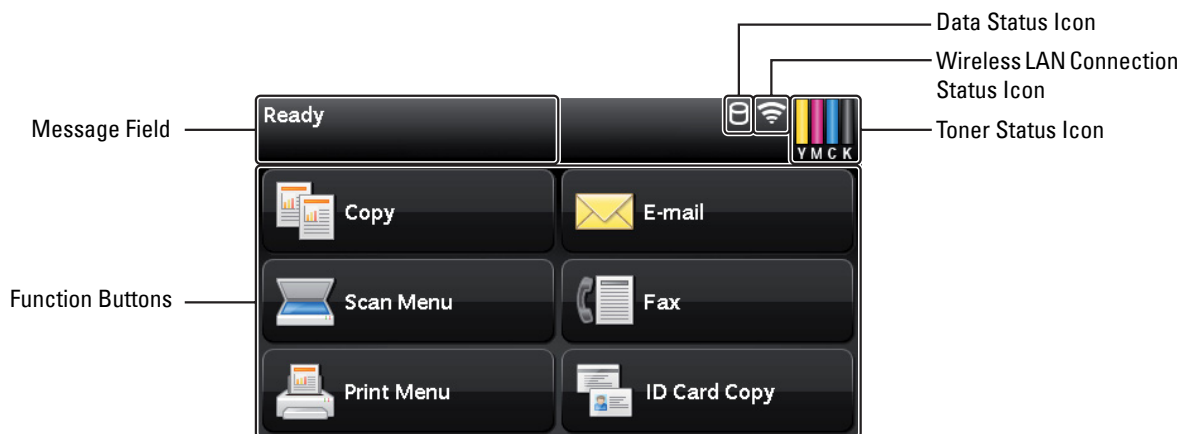 Data Status Icon
Wireless LAN Connection
Status Icon
Message Field
Ready
Toner Status Icon
Y M C K
Copy
E-mail
Function Buttons
Scan Menu
Fax
Print Menu
ID Card Copy